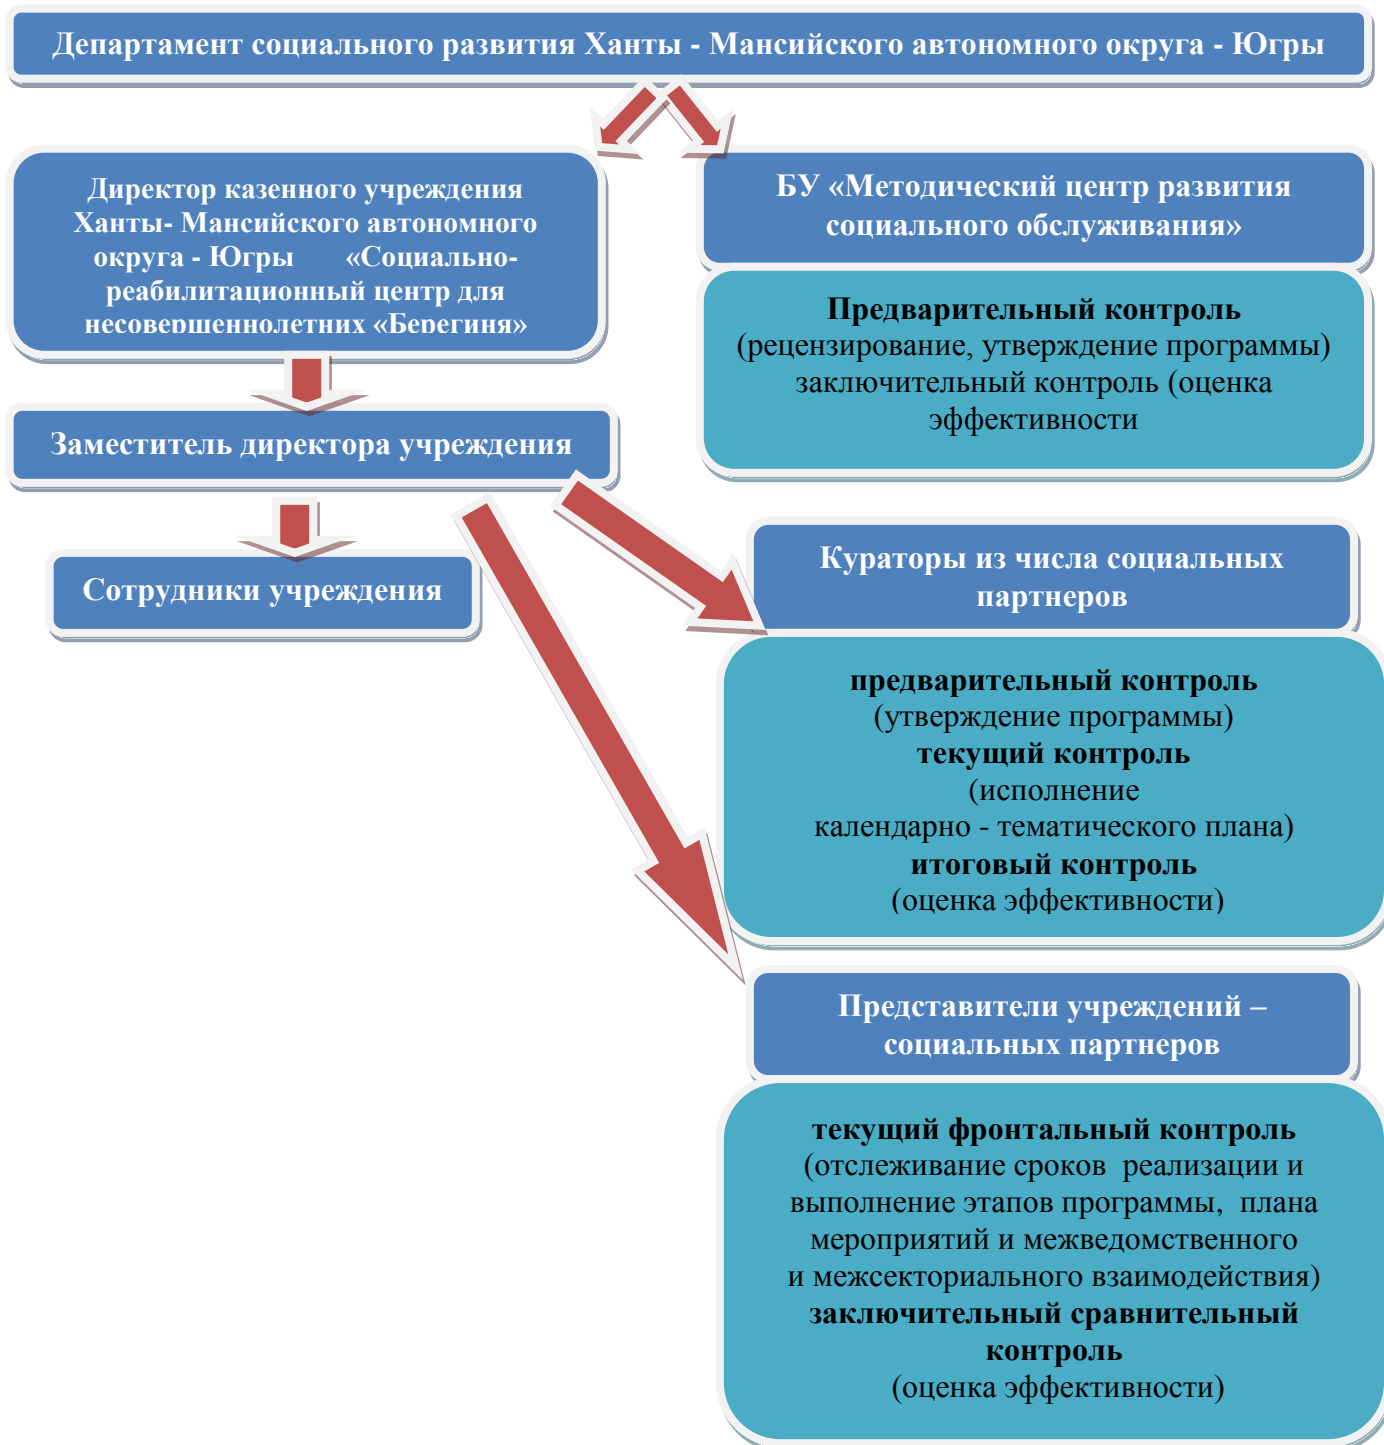 Департамент социального развития Ханты - Мансийского автономного округа - Югры
Директор казенного учреждения
Ханты- Мансийского автономного
округа - Югры «Социально-
реабилитационный центр для
несовершеннолетних «Берегиня»
БУ «Методический центр развития
социального обслуживания»
Предварительный контроль
(рецензирование, утверждение программы)
заключительный контроль (оценка
эффективности
Заместитель директора учреждения
Сотрудники учреждения
Кураторы из числа социальных
партнеров
предварительный контроль
(утверждение программы)
текущий контроль
(исполнение
календарно - тематического плана)
итоговый контроль
(оценка эффективности)
Представители учреждений –
социальных партнеров
текущий фронтальный контроль
(отслеживание сроков реализации и
выполнение этапов программы, плана
мероприятий и межведомственного
и межсекториального взаимодействия)
заключительный сравнительный
контроль
(оценка эффективности)